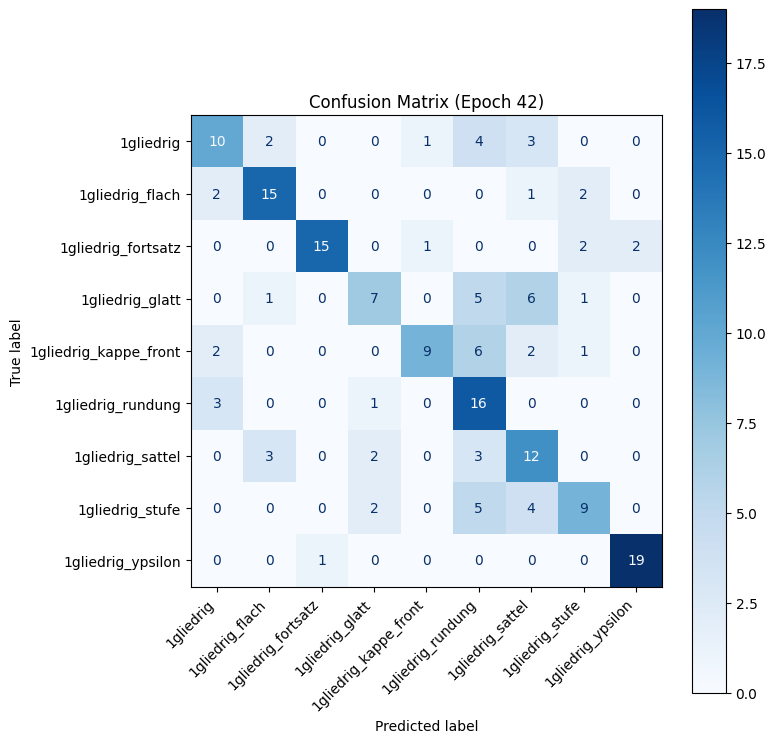 Confusion Matrix (Epoch 42)
True label
1gliedrig 10 2 0 0 1 4 3 0 0
1gliedrig_flach 2 15 0 0 0 0 1 2 0
1gliedrig_fortsatz 0 0 15 0 1 0 0 2 2
1gliedrig_glatt 0 1 0 7 0 5 6 1 0
1gliedrig_kappe_front 2 0 0 0 9 6 2 1 0
1gliedrig_rundung 3 0 0 1 0 16 0 0 0
1gliedrig_sattel 0 3 0 2 0 3 12 0 0
1gliedrig_stufe 0 0 0 2 0 5 4 9 0
1gliedrig_ypsilon 0 0 1 0 0 0 0 0 19
1gliedrig
1gliedrig_flach
1gliedrig_fortsatz
1gliedrig_glatt
1gliedrig_kappe_front
1gliedrig_rundung
1gliedrig_sattel
1gliedrig_stufe
1gliedrig_ypsilon
Predicted label
17.5
15.0
12.5
10.0
7.5
5.0
2.5
0.0